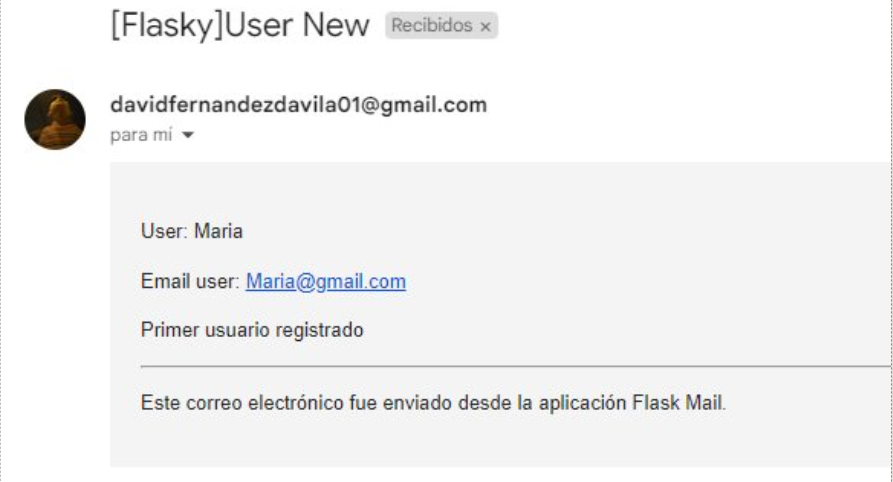 [Flasky]User New Recibidos ×
davidfernandezdavila01@gmail.com
para mí
User: Maria
Email user: Maria@gmail.com
Primer usuario registrado
Este correo electrónico fue enviado desde la aplicación Flask Mail.